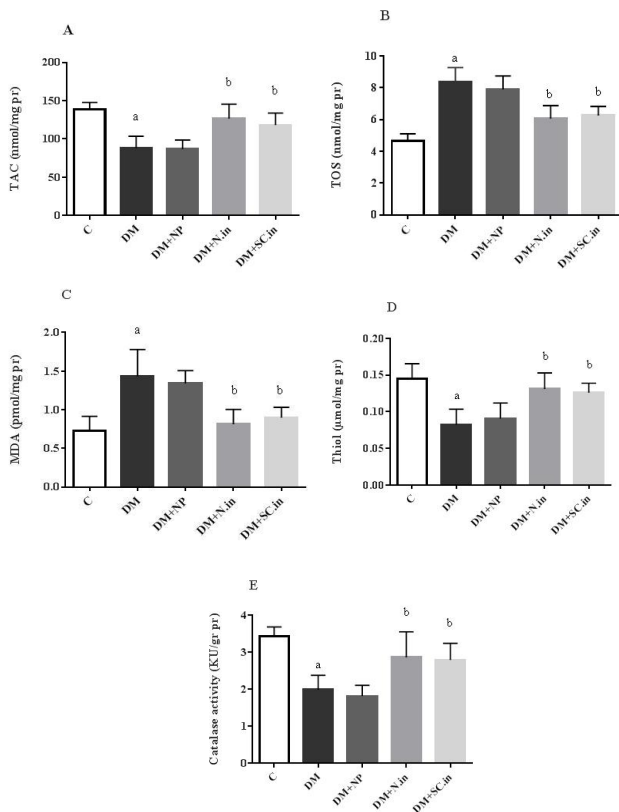 A
TAC (nmol/mg pr)
200
150
100
50
0
a
b
b
C
DM
DM+NP
DM+N.in
DM+SC.in
B
TOS (nmol/mg pr)
10
8
6
4
2
0
a
b
b
C
DM
DM+NP
DM+N.in
DM+SC.in
C
MDA (pmol/mg pr)
2.0
1.5
1.0
0.5
0.0
a
b
b
C
DM
DM+NP
DM+N.in
DM+SC.in
D
Thiol (µmol/mg pr)
0.20
0.15
0.10
0.05
0.00
a
b
b
C
DM
DM+NP
DM+N.in
DM+SC.in
E
Catalase activity (KU/gr pr)
4
3
2
1
0
a
b
b
C
DM
DM+NP
DM+N.in
DM+SC.in